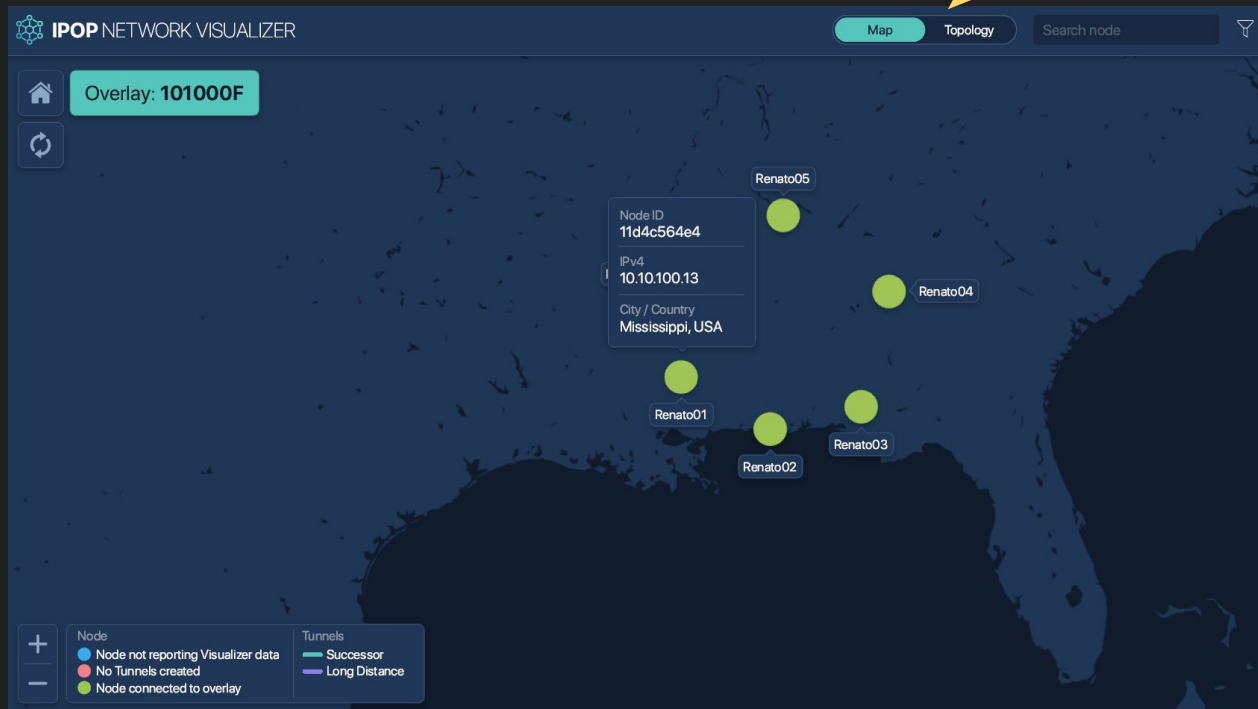 IPOP NETWORK VISUALIZER
Map
Topology
Search node
Overlay: 101000F
Renato05
Node ID
11d4c564e4
IPv4
10.10.100.13
City / Country
Mississippi, USA
Renato04
Renato01
Renato03
Renato02
Node
Node not reporting Visualizer data
No Tunnels created
Node connected to overlay
Tunnels
Successor
Long Distance